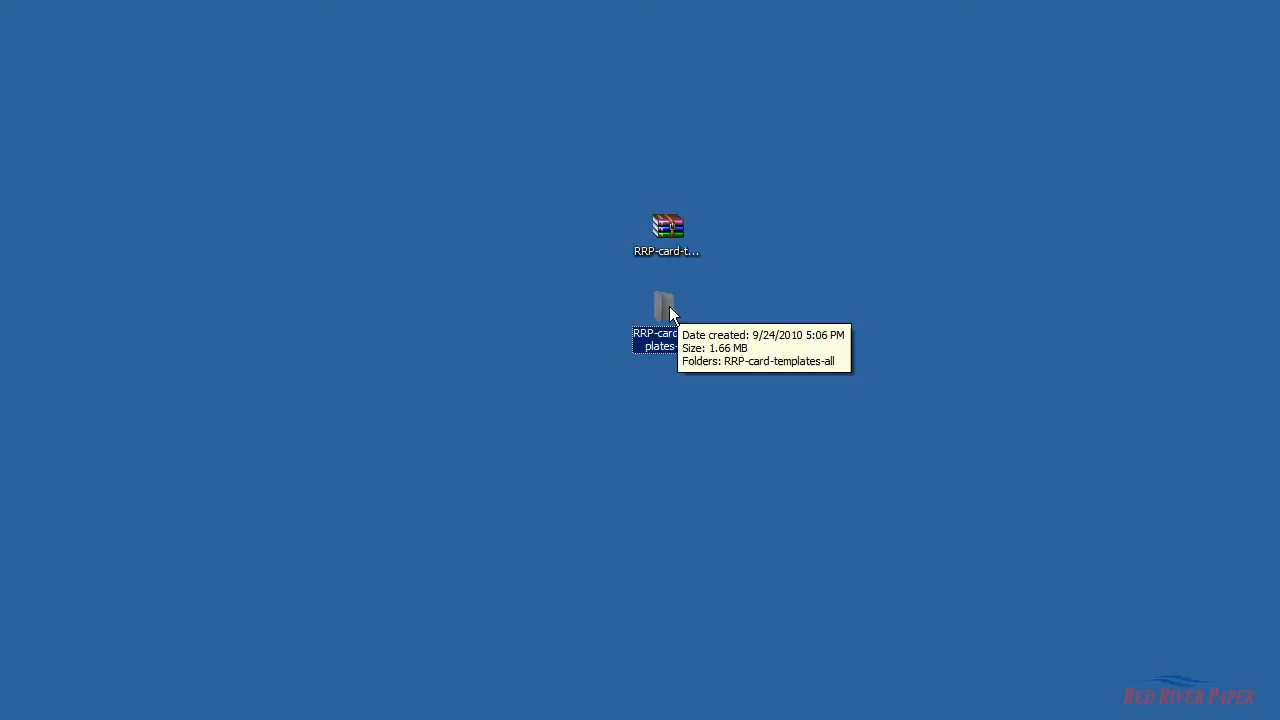 RRP-card-t...
RRP-card
plates-
Date created: 9/24/2010 5:06 PM
Size: 1.66 MB
Folders: RRP-card-templates-all
RED RIVER PAPER